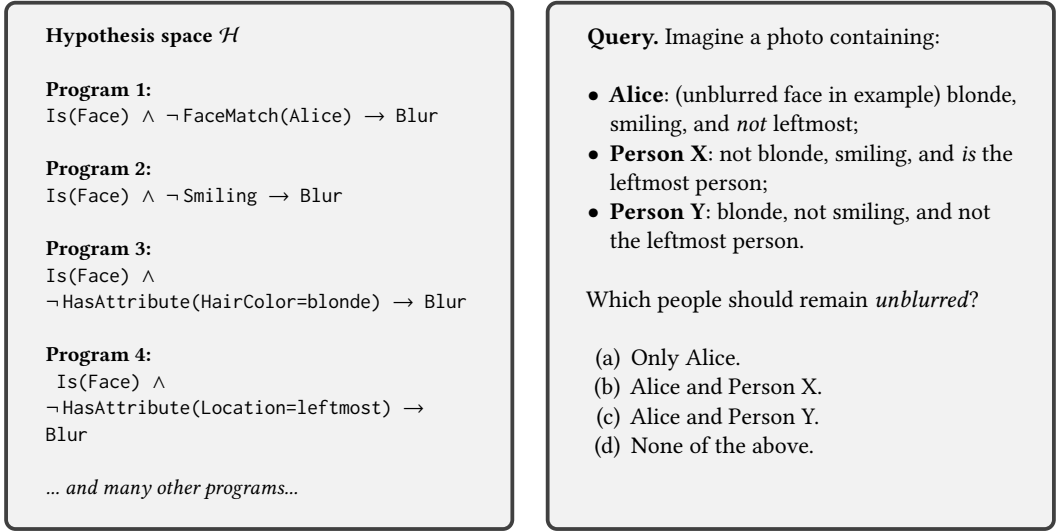 Hypothesis space ℋ
Program 1:
Is(Face) ∧ ¬FaceMatch(Alice) → Blur
Program 2:
Is(Face) ∧ ¬Smiling → Blur
Program 3:
Is(Face) ∧
¬HasAttribute(HairColor=blonde) → Blur
Program 4:
Is(Face) ∧
¬HasAttribute(Location=leftmost) →
Blur
... and many other programs...
Query. Imagine a photo containing:
• Alice: (unblurred face in example) blonde,
smiling, and not leftmost;
• Person X: not blonde, smiling, and is the
leftmost person;
• Person Y: blonde, not smiling, and not
the leftmost person.
Which people should remain unblurred?
(a) Only Alice.
(b) Alice and Person X.
(c) Alice and Person Y.
(d) None of the above.